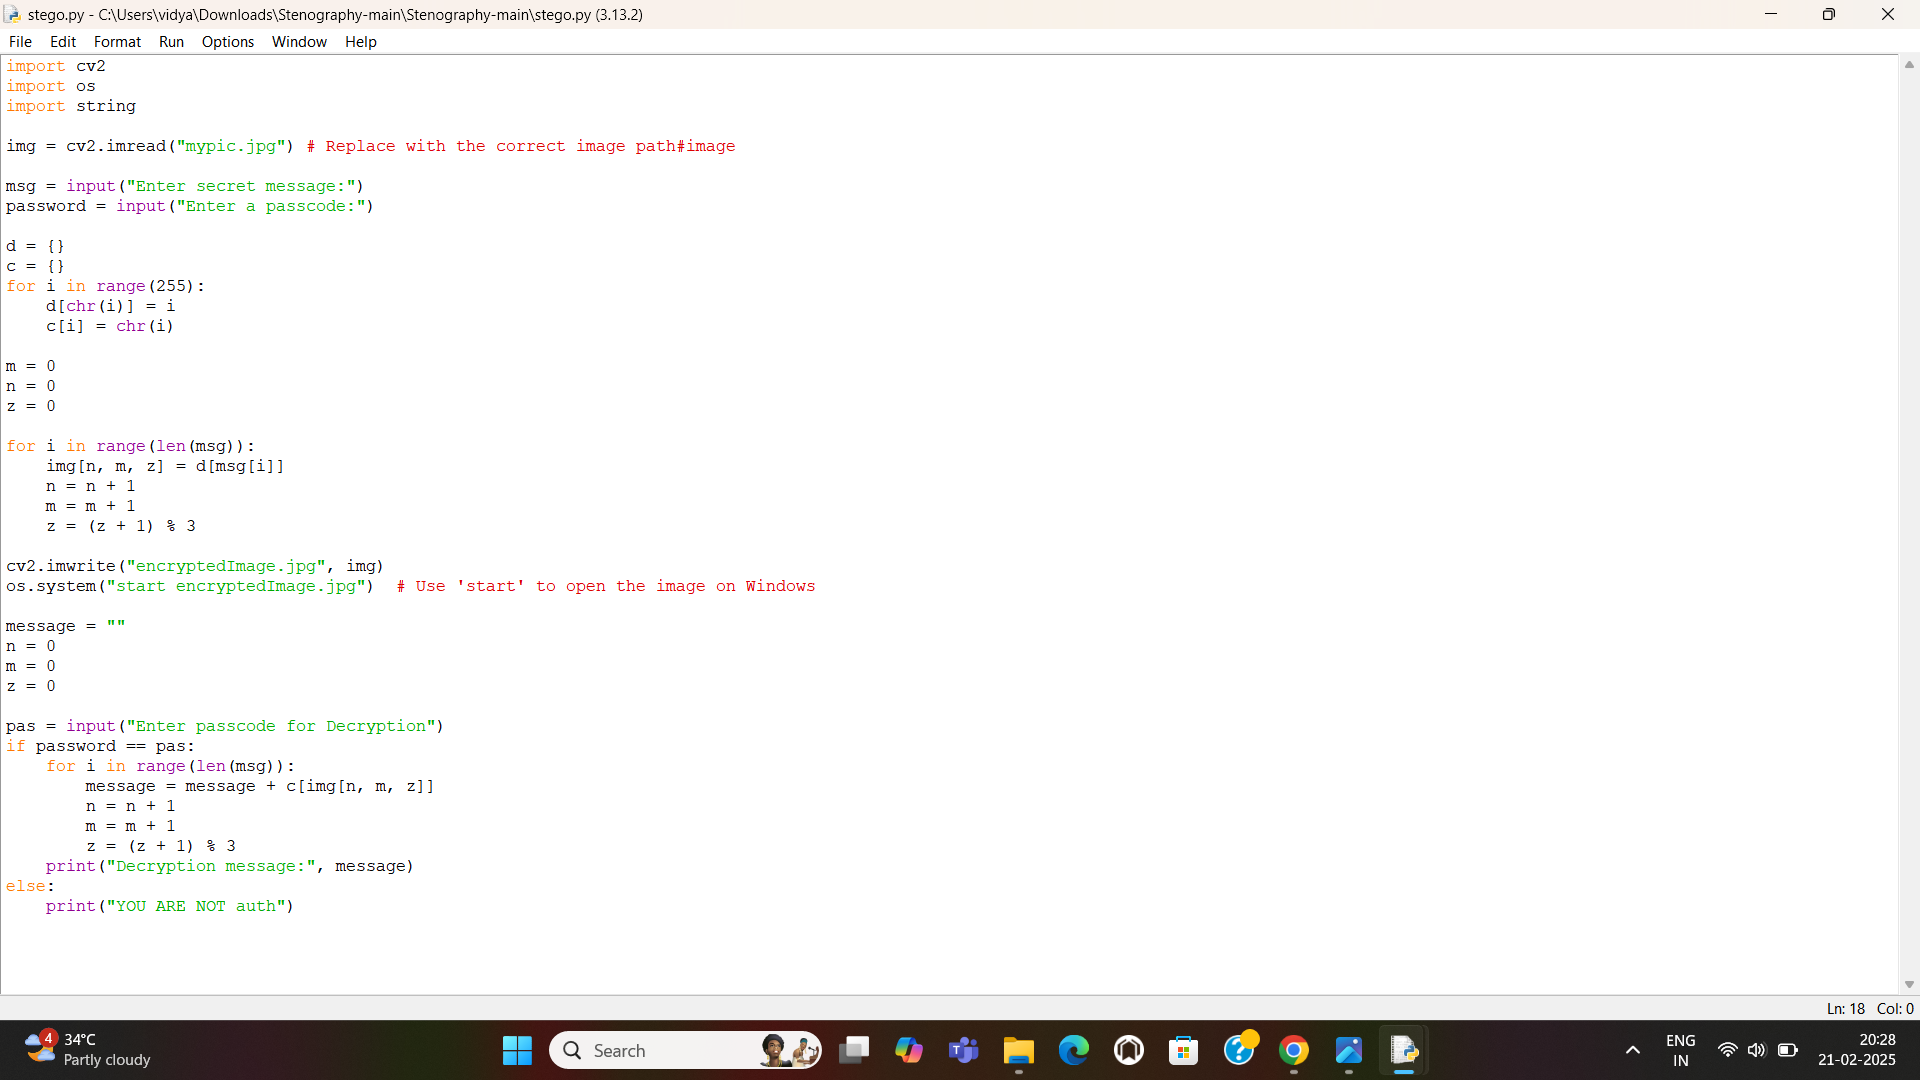 stego.py - C:\Users\vidya\Downloads\Stenography-main\Stenography-main\stego.py (3.13.2)
File Edit Format Run Options Window Help
import cv2
import os
import string

img = cv2.imread("mypic.jpg") # Replace with the correct image path#image

msg = input("Enter secret message:")
password = input("Enter a passcode:")

d = {}
c = {}
for i in range(255):
    d[chr(i)] = i
    c[i] = chr(i)

m = 0
n = 0
z = 0

for i in range(len(msg)):
    img[n, m, z] = d[msg[i]]
    n = n + 1
    m = m + 1
    z = (z + 1) % 3

cv2.imwrite("encryptedImage.jpg", img)
os.system("start encryptedImage.jpg")  # Use 'start' to open the image on Windows

message = ""
n = 0
m = 0
z = 0

pas = input("Enter passcode for Decryption")
if password == pas:
    for i in range(len(msg)):
        message = message + c[img[n, m, z]]
        n = n + 1
        m = m + 1
        z = (z + 1) % 3
    print("Decryption message:", message)
else:
    print("YOU ARE NOT auth")
Ln: 18 Col: 0
4
34°C
Partly cloudy
Search
ENG
IN
20:28
21-02-2025